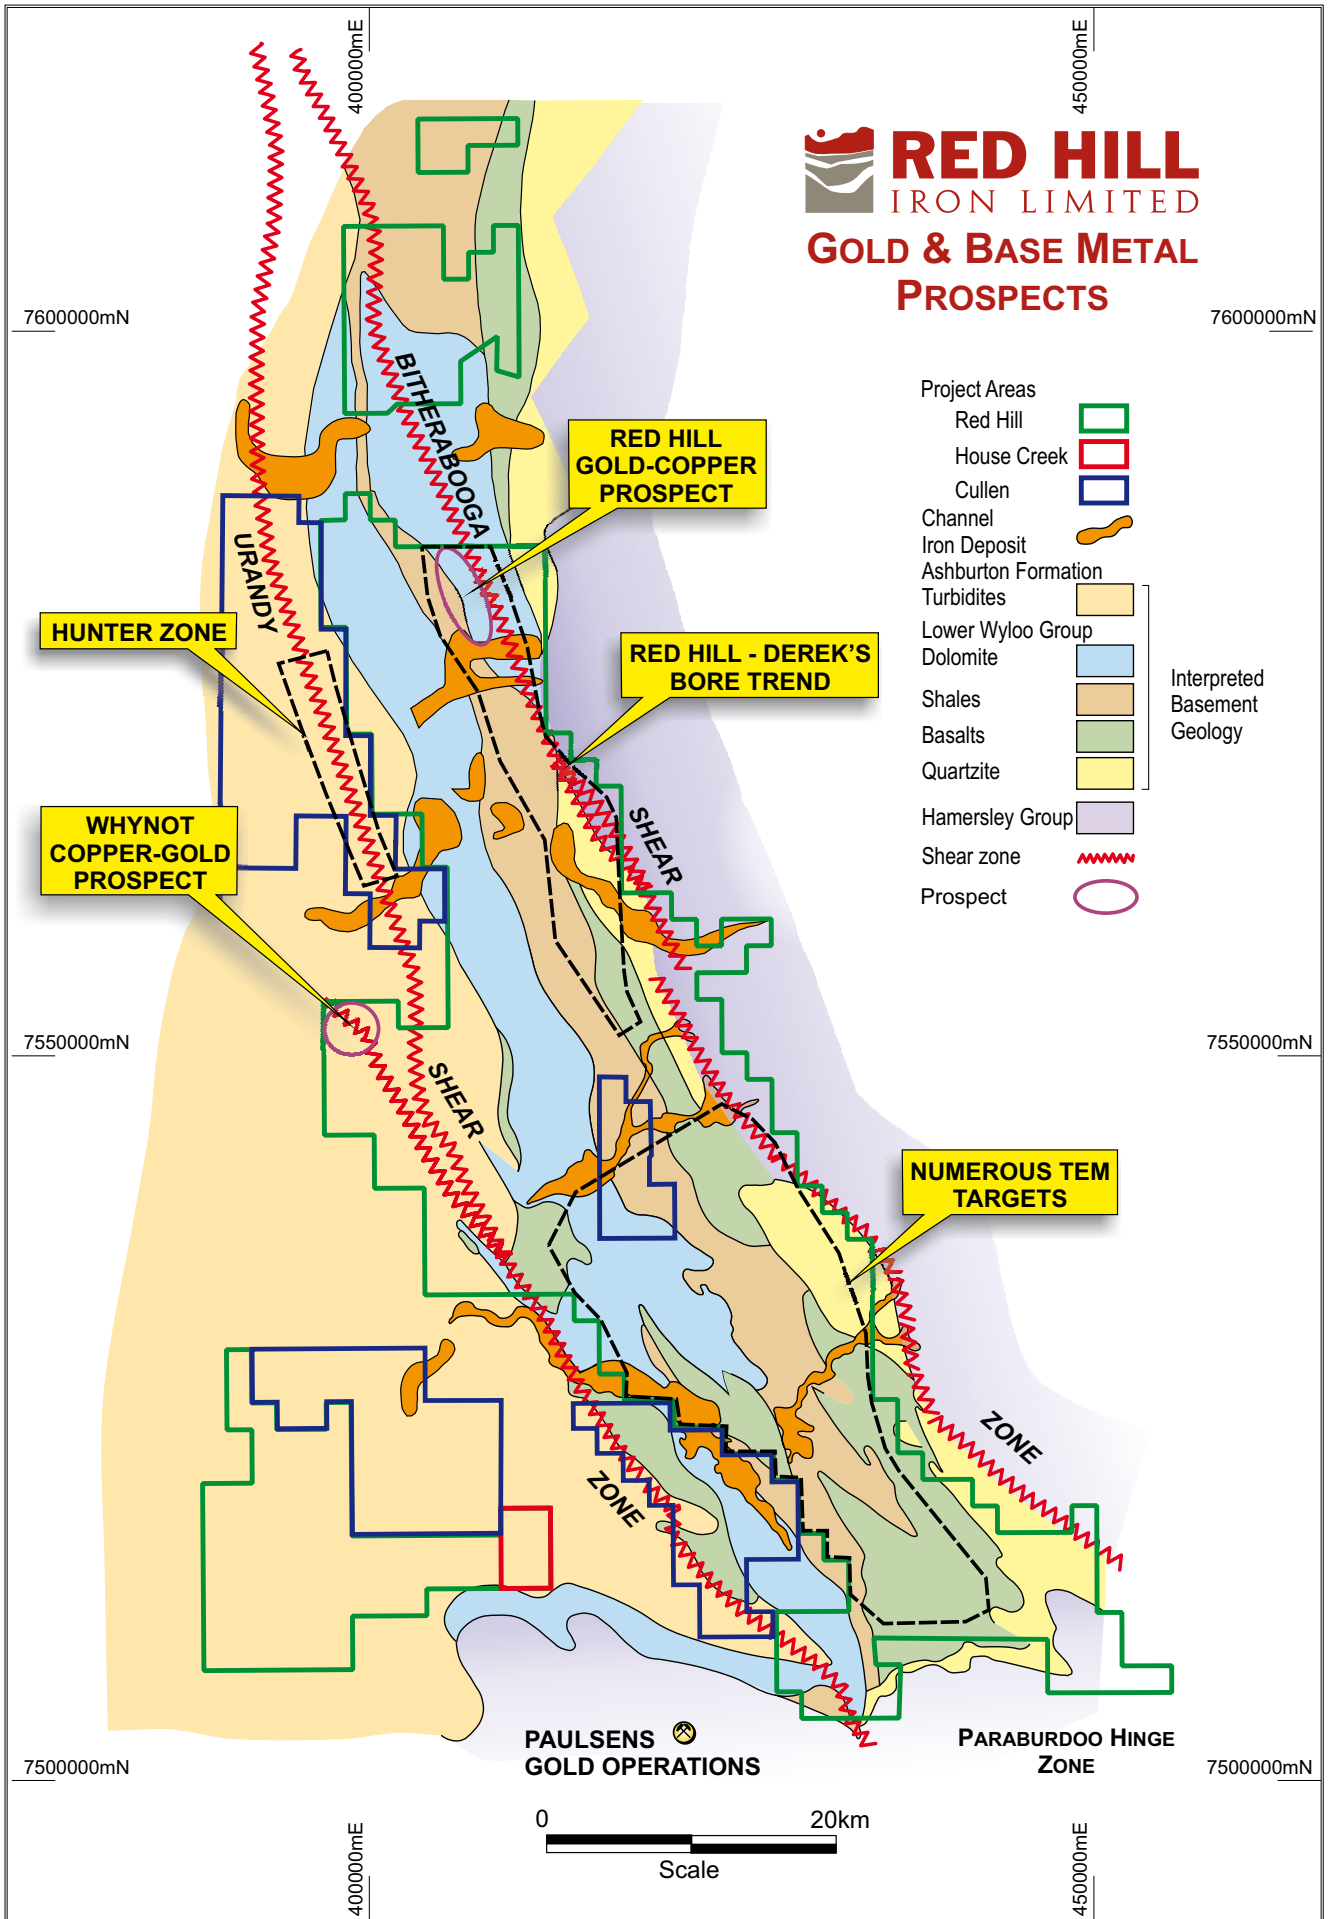 400000mE
450000mE
RED HILL
IRON LIMITED
GOLD & BASE METAL
PROSPECTS
7600000mN
7600000mN
Project Areas
Red Hill
House Creek
Cullen
Channel
Iron Deposit
Ashburton Formation
Turbidites
Lower Wyloo Group
Dolomite
Shales
Basalts
Quartzite
Interpreted
Basement
Geology
Hamersley Group
Shear zone
Prospect
BITHERABOOGA
RED HILL
GOLD-COPPER
PROSPECT
URANDY
HUNTER ZONE
RED HILL - DEREK'S
BORE TREND
WHYNOT
COPPER-GOLD
PROSPECT
SHEAR
7550000mN
7550000mN
SHEAR
NUMEROUS TEM
TARGETS
ZONE
ZONE
PAULSENS
GOLD OPERATIONS
PARABURDOO HINGE
ZONE
7500000mN
7500000mN
0 20km
Scale
400000mE
450000mE